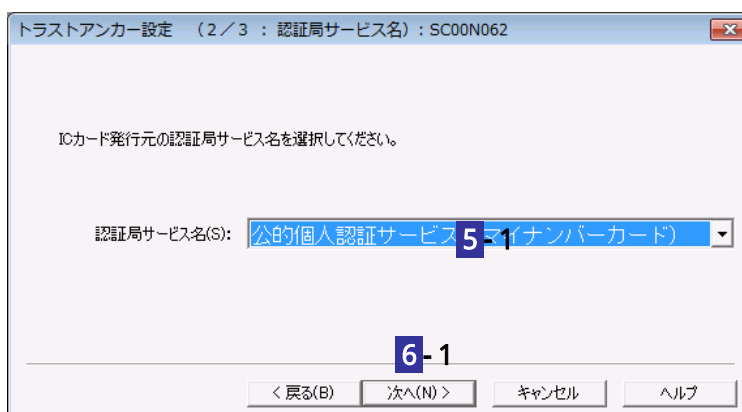 トラストアンカー設定 (2/3 : 認証局サービス名) : SC00N062
ICカード発行元の認証局サービス名を選択してください。
認証局サービス名(S): 公的個人認証サービス マイナンバーカード)
5-1
6-1
< 戻る(B) 次へ(N) > キャンセル ヘルプ